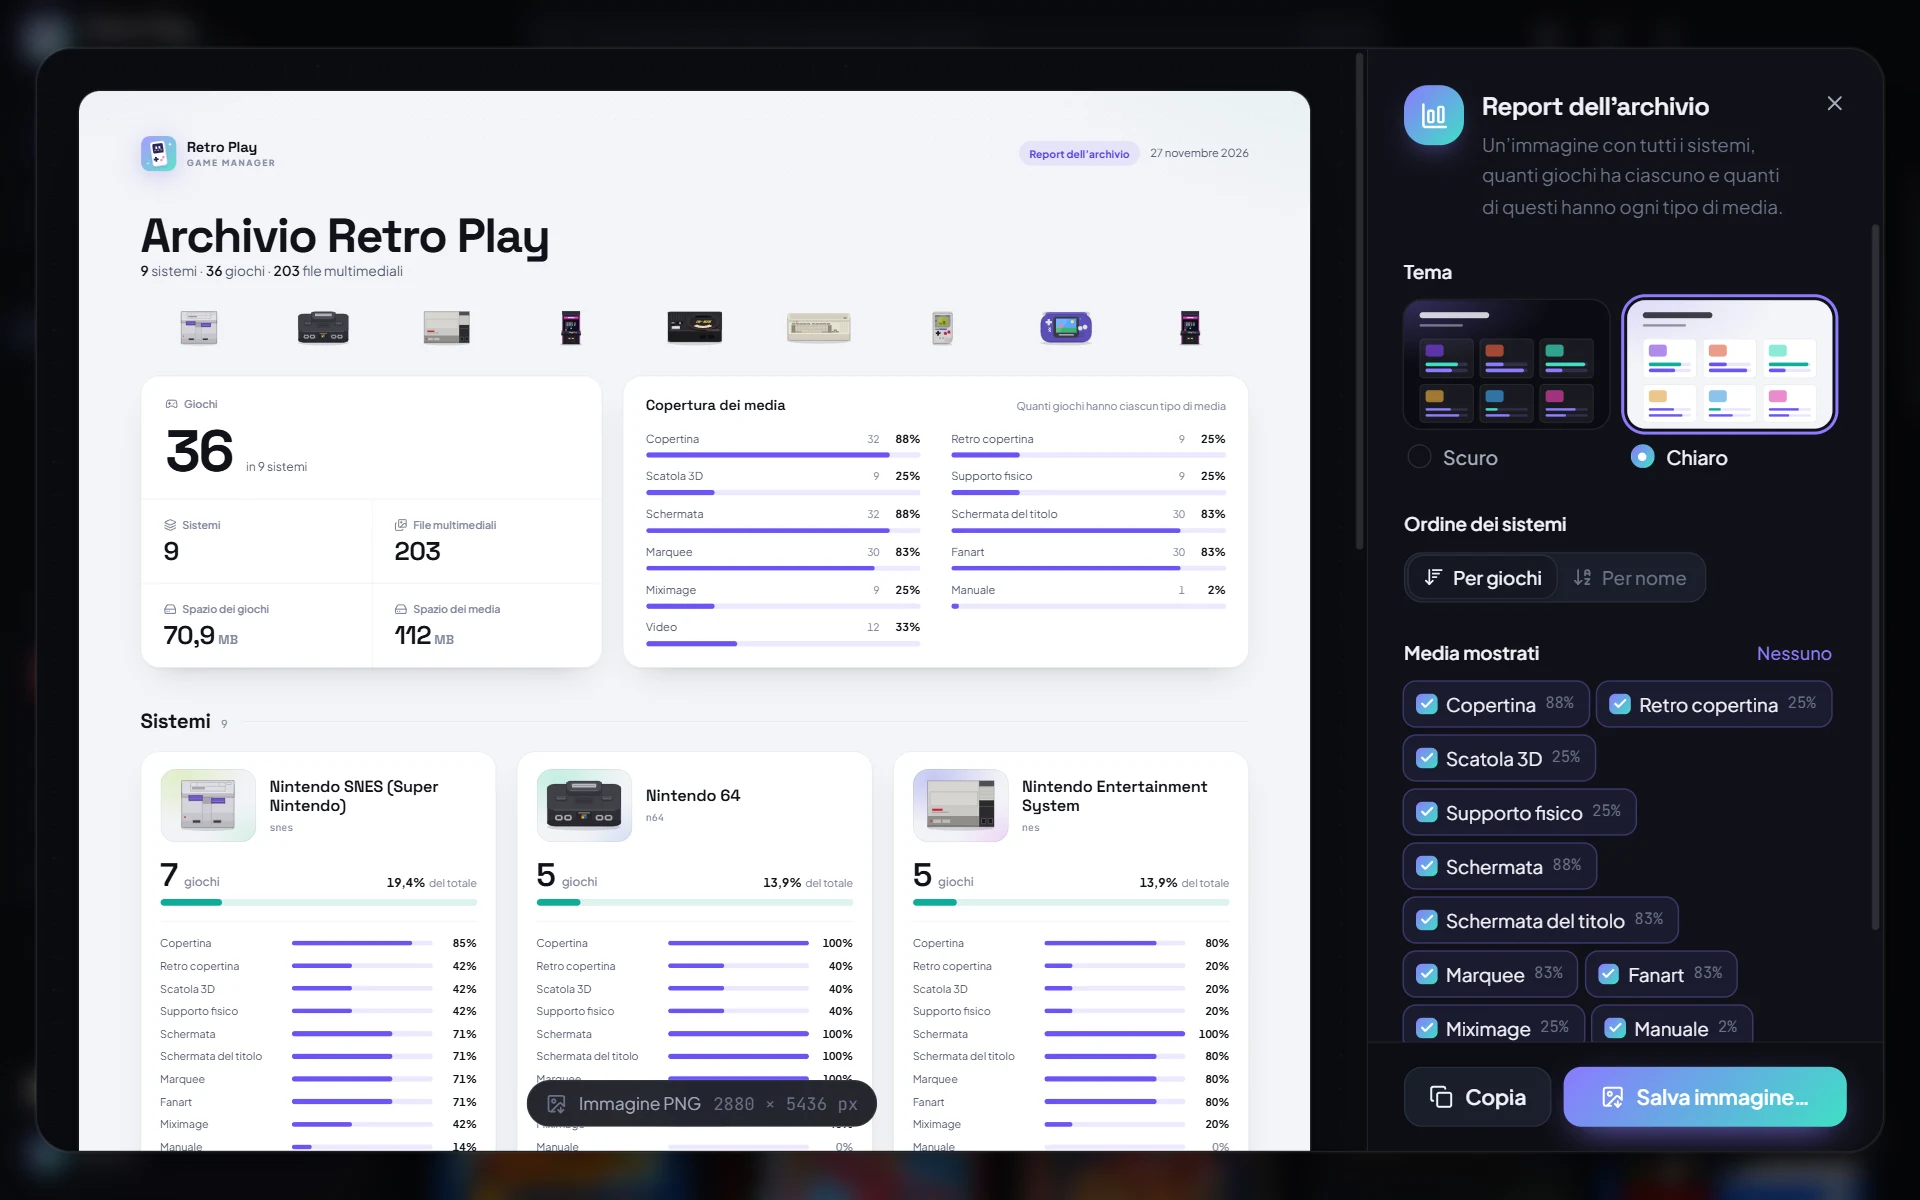 Retro Play
GAME MANAGER
Report dell'archivio
27 novembre 2026
Archivio Retro Play
9 sistemi · 36 giochi · 203 file multimediali
Giochi
36 in 9 sistemi
Sistemi
9
File multimediali
203
Spazio dei giochi
70,9 MB
Spazio dei media
112 MB
Copertura dei media
Quanti giochi hanno ciascun tipo di media
Copertina 32 88%
Retro copertina 9 25%
Scatola 3D 9 25%
Supporto fisico 9 25%
Schermata 32 88%
Schermata del titolo 30 83%
Marquee 30 83%
Fanart 30 83%
Miximage 9 25%
Manuale 1 2%
Video 12 33%
Sistemi 9
Nintendo SNES (Super
Nintendo)
snes
7 giochi 19,4% del totale
Copertina 85%
Retro copertina 42%
Scatola 3D 42%
Supporto fisico 42%
Schermata 71%
Schermata del titolo 71%
Marquee 71%
Fanart 71%
Miximage 42%
Manuale 14%
Nintendo 64
n64
5 giochi 13,9% del totale
Copertina 100%
Retro copertina 40%
Scatola 3D 40%
Supporto fisico 40%
Schermata 100%
Schermata del titolo 100%
Marquee 100%
Manuale 0%
Nintendo Entertainment
System
nes
5 giochi 13,9% del totale
Copertina 80%
Retro copertina 20%
Scatola 3D 20%
Supporto fisico 20%
Schermata 100%
Schermata del titolo 80%
Marquee 80%
Fanart 80%
Miximage 20%
Manuale 0%
Immagine PNG 2880 × 5436 px
Report dell'archivio
Un'immagine con tutti i sistemi,
quanti giochi ha ciascuno e quanti
di questi hanno ogni tipo di media.
Tema
Scuro
Chiaro
Ordine dei sistemi
Per giochi
Per nome
Media mostrati
Nessuno
Copertina 88%
Retro copertina 25%
Scatola 3D 25%
Supporto fisico 25%
Schermata 88%
Schermata del titolo 83%
Marquee 83%
Fanart 83%
Miximage 25%
Manuale 2%
Copia
Salva immagine...